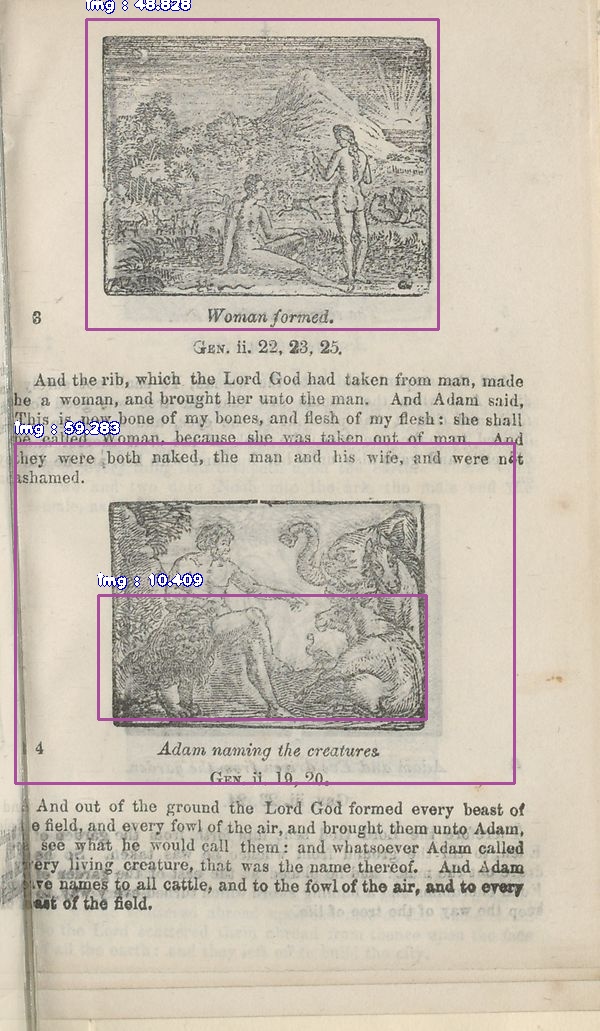 img : 48.828
3
Woman formed.
GEN. ii. 22, 23, 25.
And the rib, which the Lord God had taken from man, made
he a woman, and brought her unto the man. And Adam said,
This is now bone of my bones, and flesh of my flesh: she shall
img : 59.283
be called Woman, because she was taken out of man. And
they were both naked, the man and his wife, and were not
ashamed.
img : 10.409
4
Adam naming the creatures.
GEN. ii. 19, 20.
And out of the ground the Lord God formed every beast of
e field, and every fowl of the air, and brought them unto Adam,
see what he would call them: and whatsoever Adam called
ery living creature, that was the name thereof. And Adam
ve names to all cattle, and to the fowl of the air, and to every
east of the field.